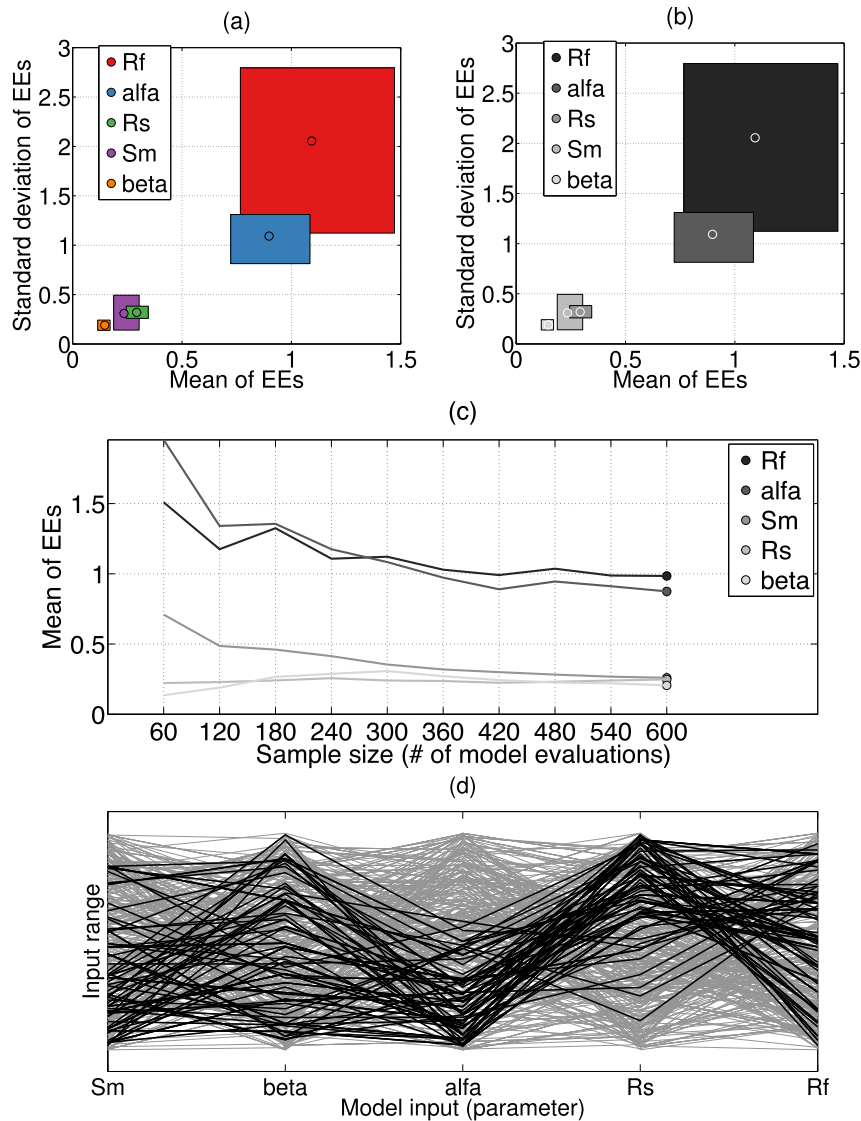 (a)
Standard deviation of EEs
3
2.5
2
1.5
1
0.5
0
Rf
alfa
Rs
Sm
beta
0
0.5
1
1.5
Mean of EEs
(b)
Standard deviation of EEs
3
2.5
2
1.5
1
0.5
0
Rf
alfa
Rs
Sm
beta
0
0.5
1
1.5
Mean of EEs
(c)
Mean of EEs
1.5
1
0.5
0
Rf
alfa
Sm
Rs
beta
60 120 180 240 300 360 420 480 540 600
Sample size (# of model evaluations)
(d)
Input range
Sm beta alfa Rs Rf
Model input (parameter)